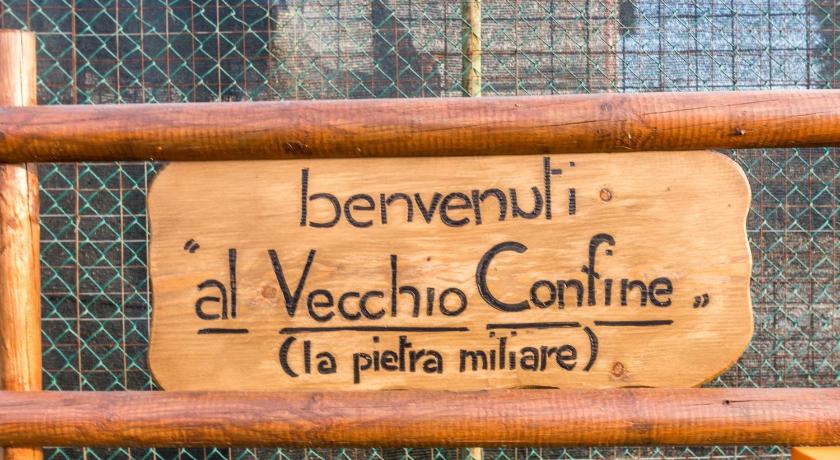 benvenuti
"al Vecchio Confine„
(la pietra miliare)